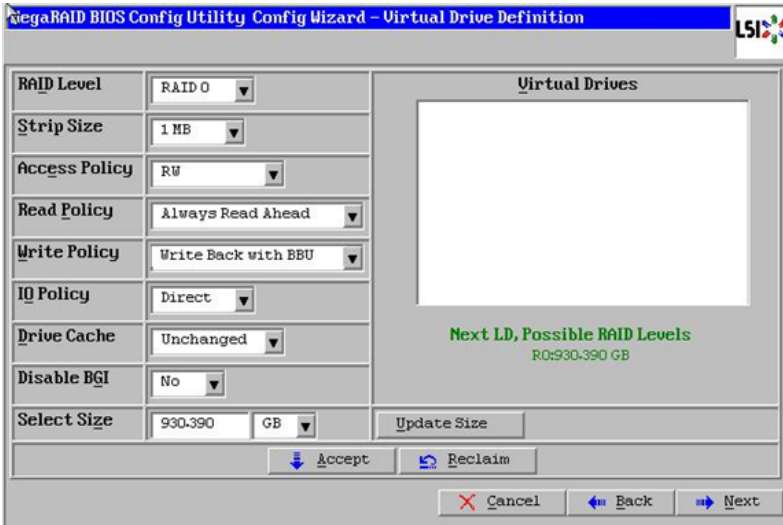 MegaRAID BIOS Config Utility Config Wizard – Virtual Drive Definition
LSI
RAID Level
RAID 0
Strip Size
1 MB
Access Policy
RW
Read Policy
Always Read Ahead
Write Policy
Write Back with BBU
IO Policy
Direct
Drive Cache
Unchanged
Disable BGI
No
Select Size
930.390
GB
Virtual Drives
Next LD, Possible RAID Levels
R0:930.390 GB
Update Size
Accept
Reclaim
Cancel
Back
Next